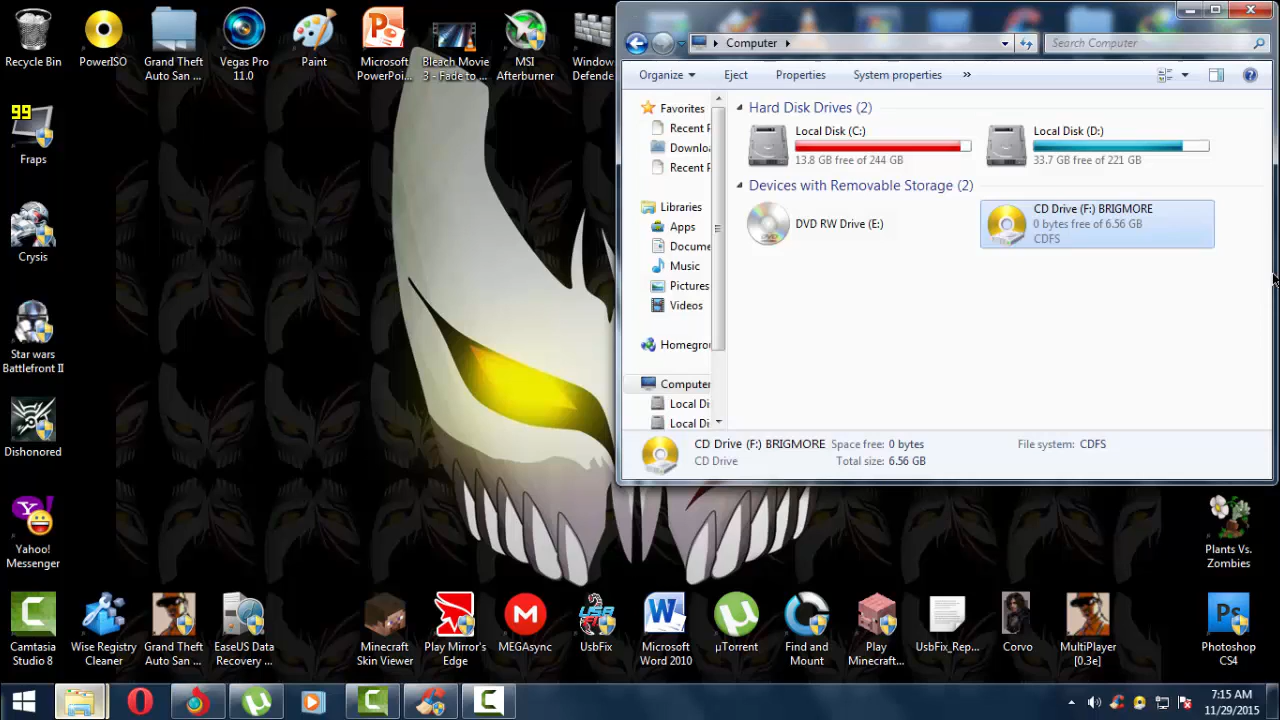 Recycle Bin
PowerISO
Grand Theft
Auto San ...
Vegas Pro
11.0
Paint
Microsoft
PowerPoi...
Bleach Movie
3 - Fade to ...
MSI
Afterburner
Window
Defende
99
Fraps
Crysis
Star wars
Battlefront II
Dishonored
Yahoo!
Messenger
Computer
Search Computer
Organize
Eject
Properties
System properties
»
Favorites
Recent P
Downlo
Recent P
Libraries
Apps
Docume
Music
Pictures
Videos
Homegro
Computer
Local Di
Local Di
Hard Disk Drives (2)
Local Disk (C:)
13.8 GB free of 244 GB
Local Disk (D:)
33.7 GB free of 221 GB
Devices with Removable Storage (2)
DVD
DVD RW Drive (E:)
CD Drive (F:) BRIGMORE
0 bytes free of 6.56 GB
CDFS
CD Drive (F:) BRIGMORE Space free: 0 bytes File system: CDFS
CD Drive Total size: 6.56 GB
Plants Vs.
Zombies
Camtasia
Studio 8
Wise Registry
Cleaner
Grand Theft
Auto San ...
EaseUS Data
Recovery ...
Minecraft
Skin Viewer
Play Mirror's
Edge
MEGAsync
USB
FIX
UsbFix
Microsoft
Word 2010
µTorrent
Find and
Mount
Play
Minecraft...
UsbFix_Rep...
Corvo
MultiPlayer
[0.3e]
Ps
Photoshop
CS4
7:15 AM
11/29/2015